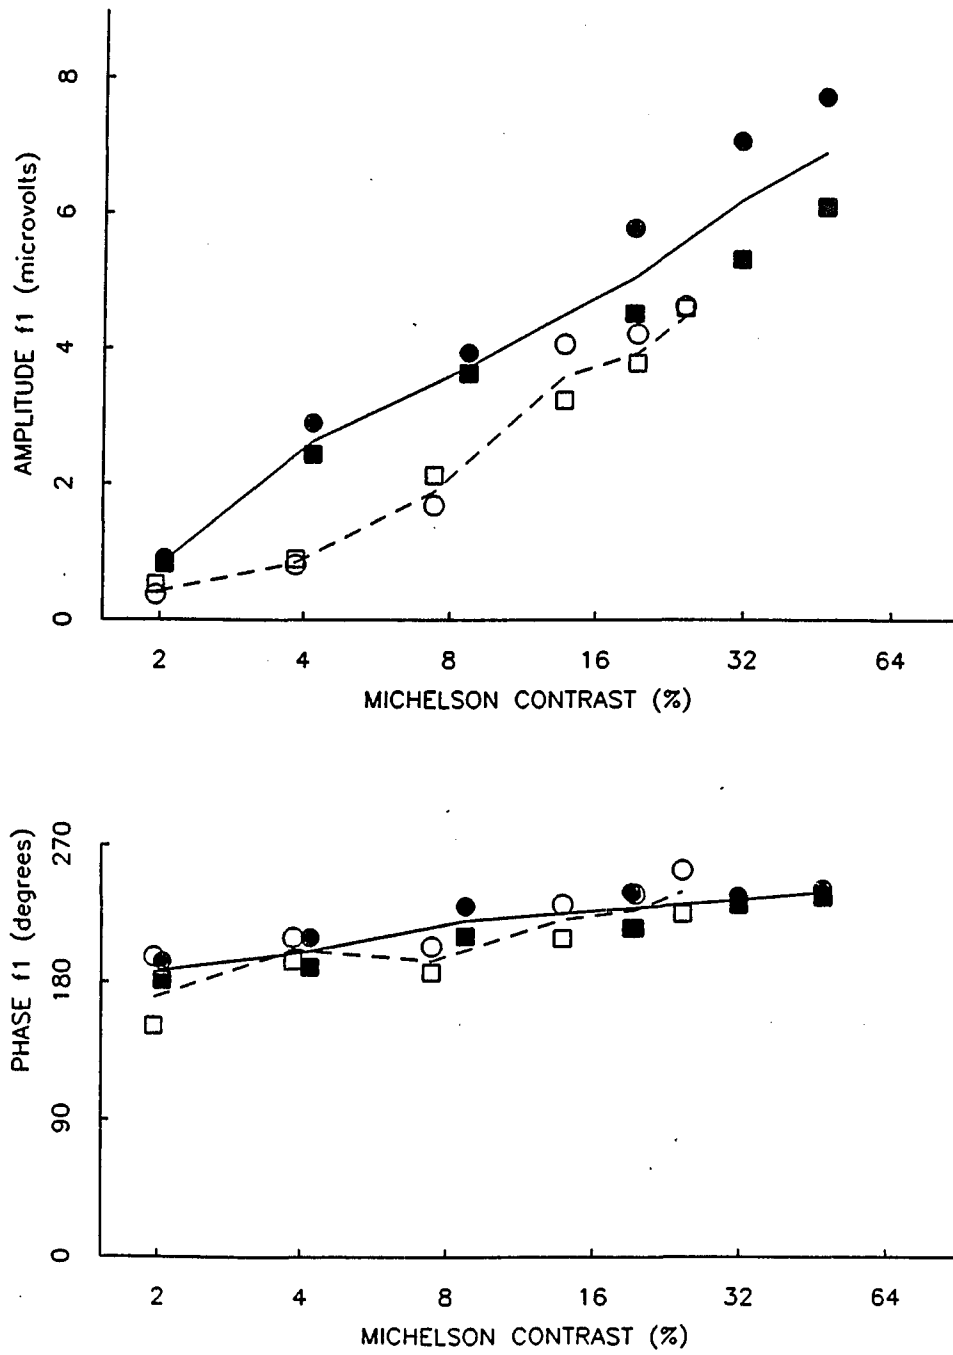 8
6
4
2
0
AMPLITUDE f1 (microvolts)
2 4 8 16 32 64
MICHELSON CONTRAST (%)
270
180
90
0
PHASE f1 (degrees)
2 4 8 16 32 64
MICHELSON CONTRAST (%)